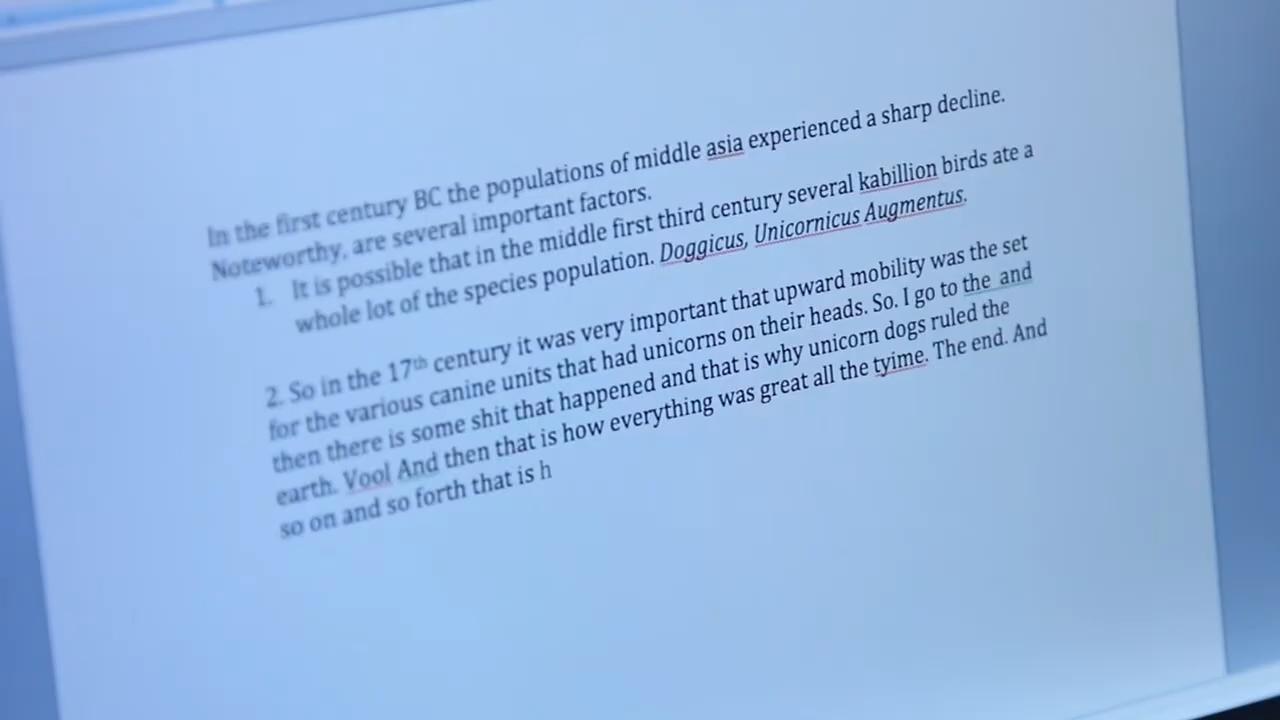 In the first century BC the populations of middle asia experienced a sharp decline.
Noteworthy, are several important factors.
1. It is possible that in the middle first third century several kabillion birds ate a
whole lot of the species population. Doggicus, Unicornicus Augmentus.
2. So in the 17th century it was very important that upward mobility was the set
for the various canine units that had unicorns on their heads. So. I go to the and
then there is some shit that happened and that is why unicorn dogs ruled the
earth. Vool And then that is how everything was great all the tyime. The end. And
so on and so forth that is h